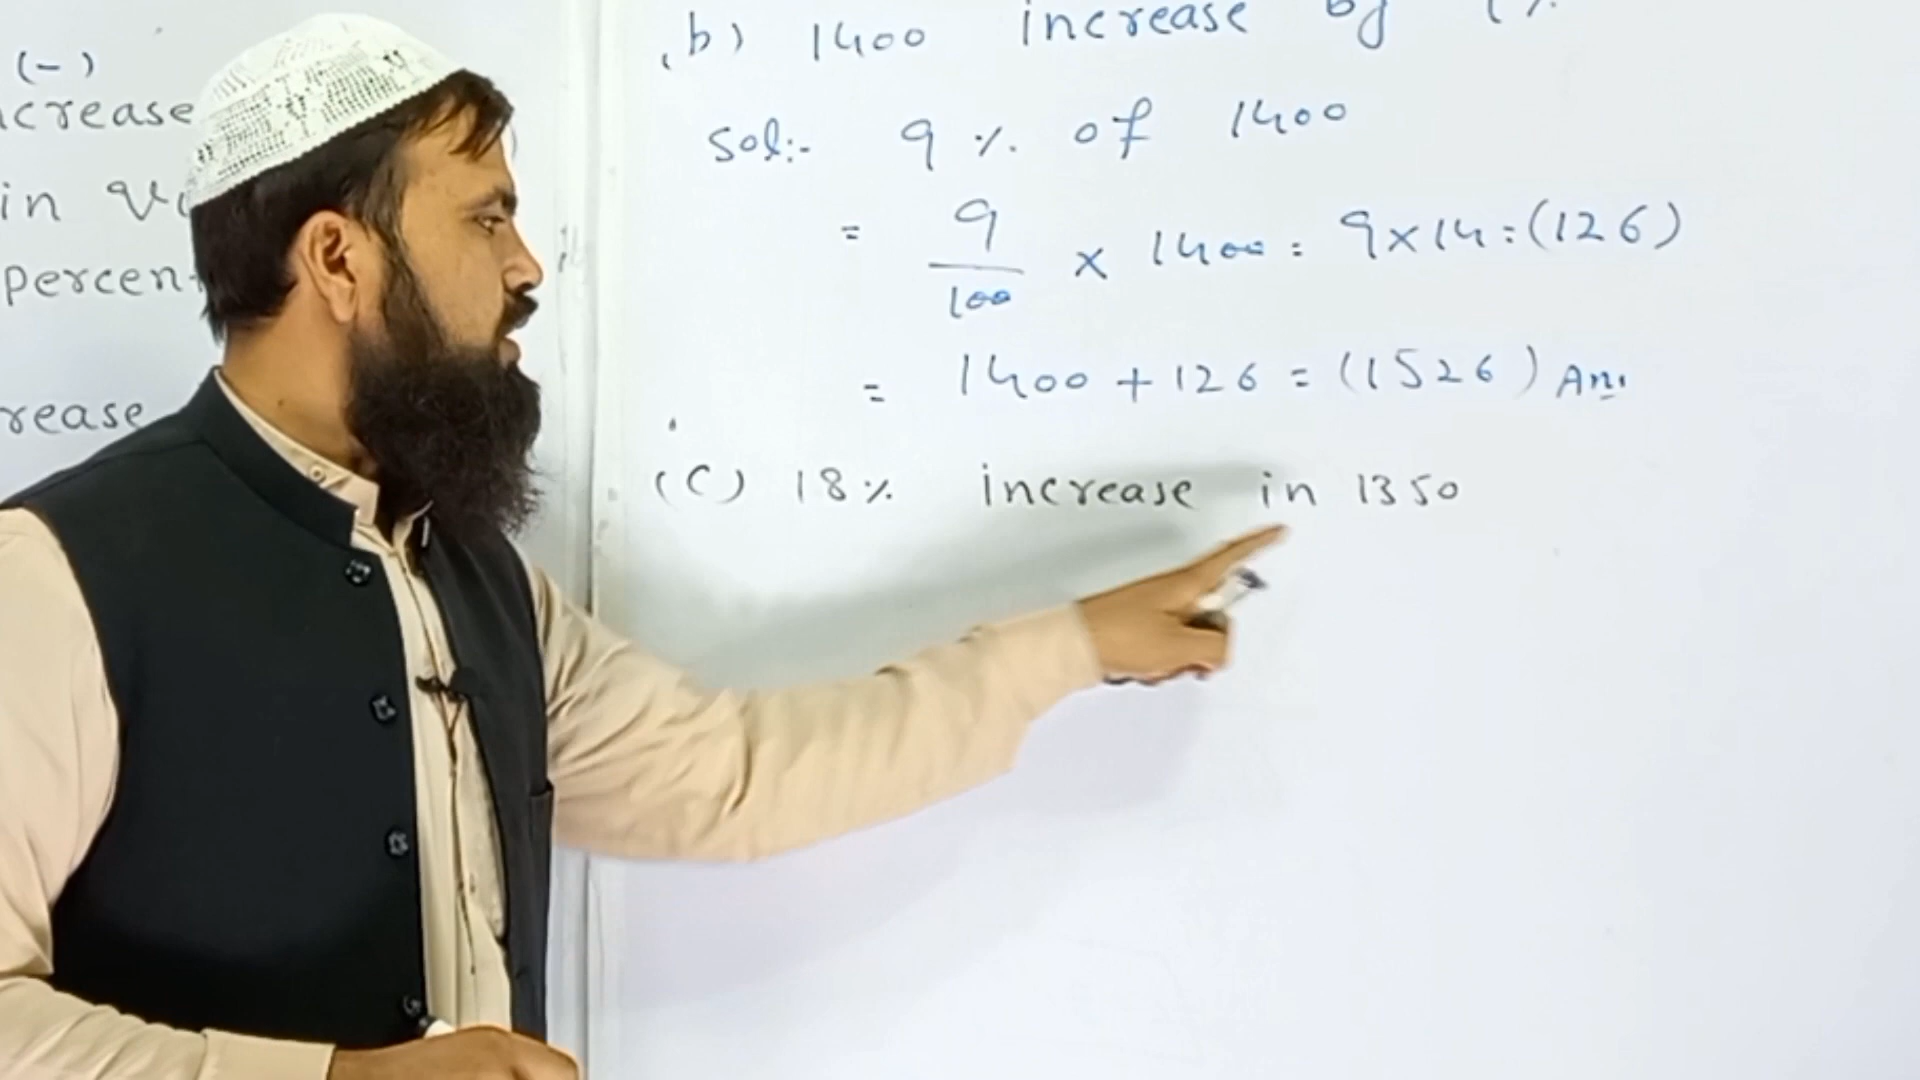 (-)
crease
in
percent
rease
(b) 1400 increase by
Sol:- 9 % of 1400
= 9/100 × 1400 = 9×14=(126)
= 1400 + 126 = (1526) Ans
(C) 18% increase in 1350